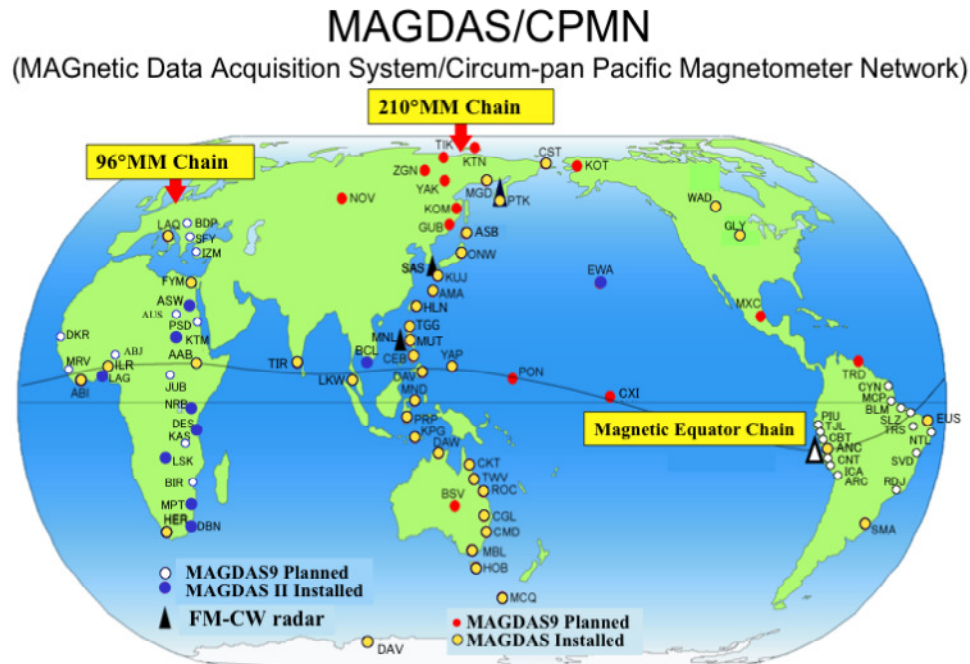 MAGDAS/CPMN
(MAGnetic Data Acquisition System/Circum-pan Pacific Magnetometer Network)
210°MM Chain
96°MM Chain
TIK
KTN
CST
KOT
ZGN
YAK
MGD
PTK
NOV
WAD
KOM
GUB
GLY
LAQ
BDP
SFY
IZM
ASB
ONW
SAS
KUJ
EWA
FYM
AMA
ASW
HLN
MXC
AUS
PSD
TGG
DKR
KTM
MNL
MUT
ABJ
BCL
CEB
MRV
ILR
AAB
TIR
YAP
TRD
LAG
ABI
JUB
LKW
DAV
PON
CYN
MND
CXI
MCP
NRB
BLM
DES
PRP
PIU
SLZ
EUS
KAS
KPG
Magnetic Equator Chain
TJL
TRS
CBT
NTL
DAW
ANC
LSK
CKT
CNT
SVD
TWV
ICA
BIR
ROC
ARC
RDJ
BSV
MPT
HER
HER
DBN
CGL
SMA
CMD
MBL
HOB
MAGDAS9 Planned
MAGDAS II Installed
FM-CW radar
MCQ
MAGDAS9 Planned
MAGDAS Installed
DAV